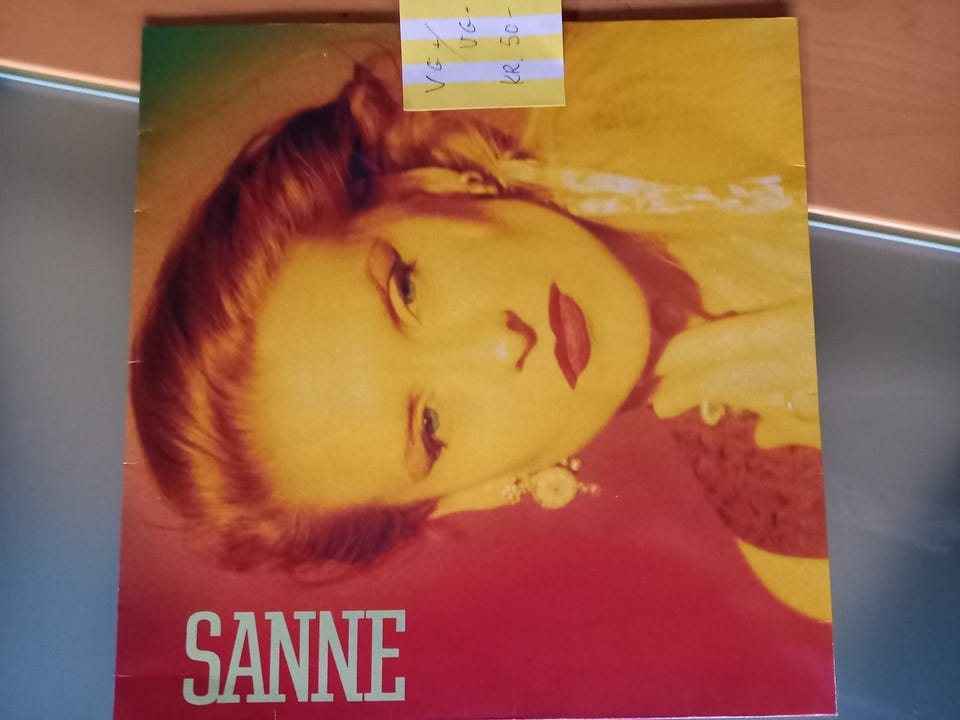 VG+/VG-
KR. 50-
SANNE